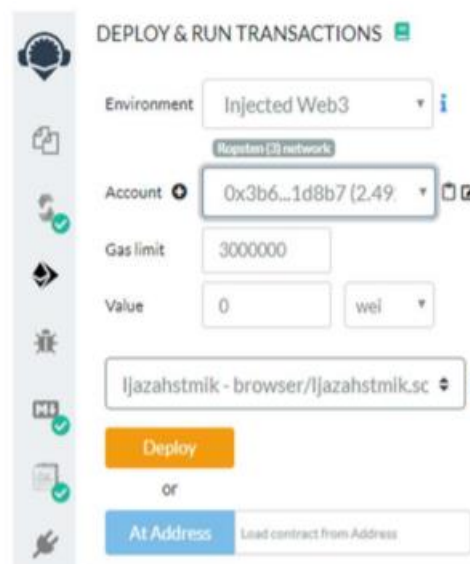 DEPLOY & RUN TRANSACTIONS
Environment Injected Web3 i
Ropsten (3) network
Account 0x3b6...1d8b7 (2.49
Gas limit 3000000
Value 0 wei
Ijazahstmik - browser/Ijazahstmik.sc
Deploy
or
At Address Load contract from Address